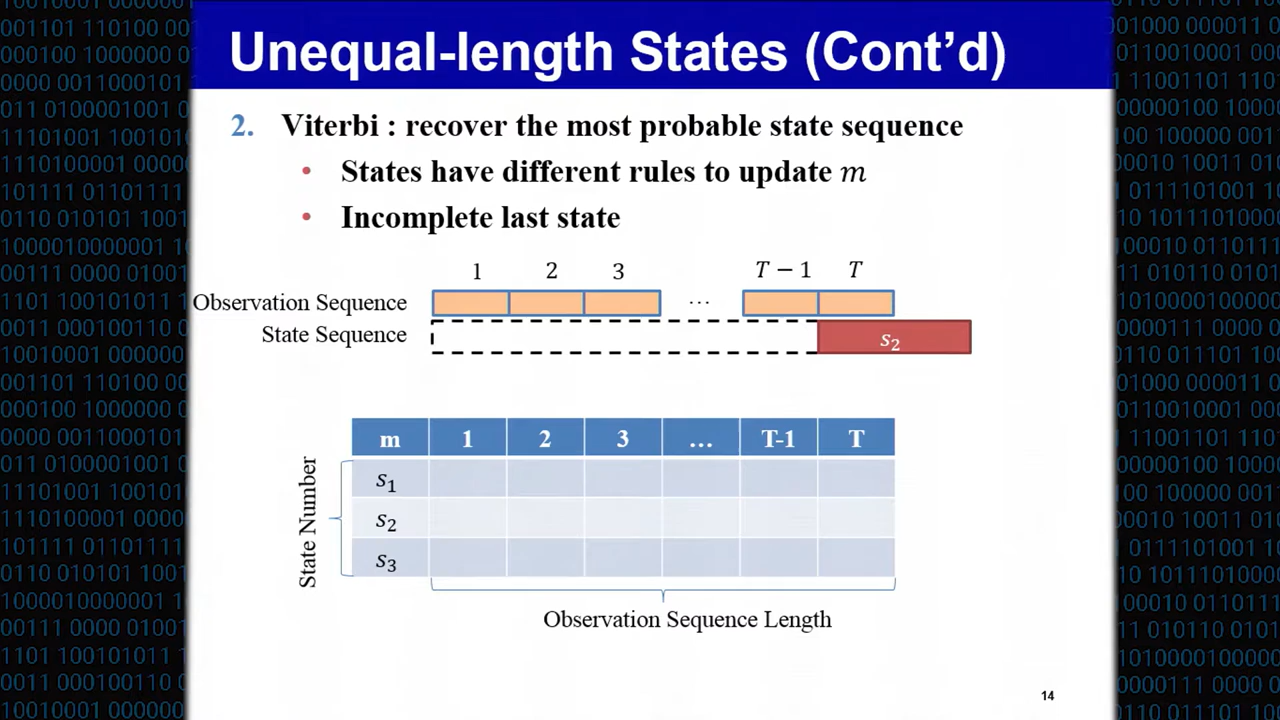 Unequal-length States (Cont’d)
2. Viterbi : recover the most probable state sequence
• States have different rules to update m
• Incomplete last state
1 2 3 T − 1 T
Observation Sequence ...
State Sequence s2
m 1 2 3 ... T-1 T
s1
s2
s3
State Number
Observation Sequence Length
14